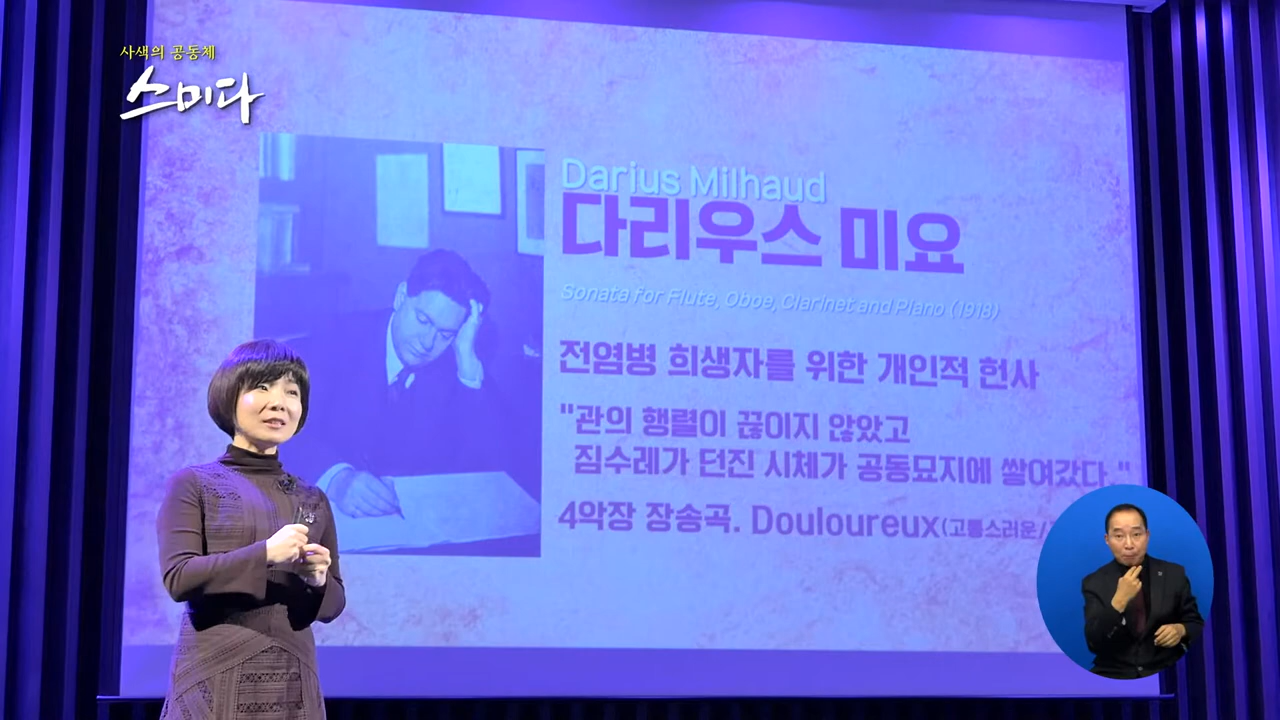 사색의 공동체
스미다
Darius Milhaud
다리우스 미요
Sonata for Flute, Oboe, Clarinet and Piano (1918)
전염병 희생자를 위한 개인적 헌사
"관의 행렬이 끊이지 않았고
짐수레가 던진 시체가 공동묘지에 쌓여갔다."
4악장 장송곡. Douloureux(고통스러운/